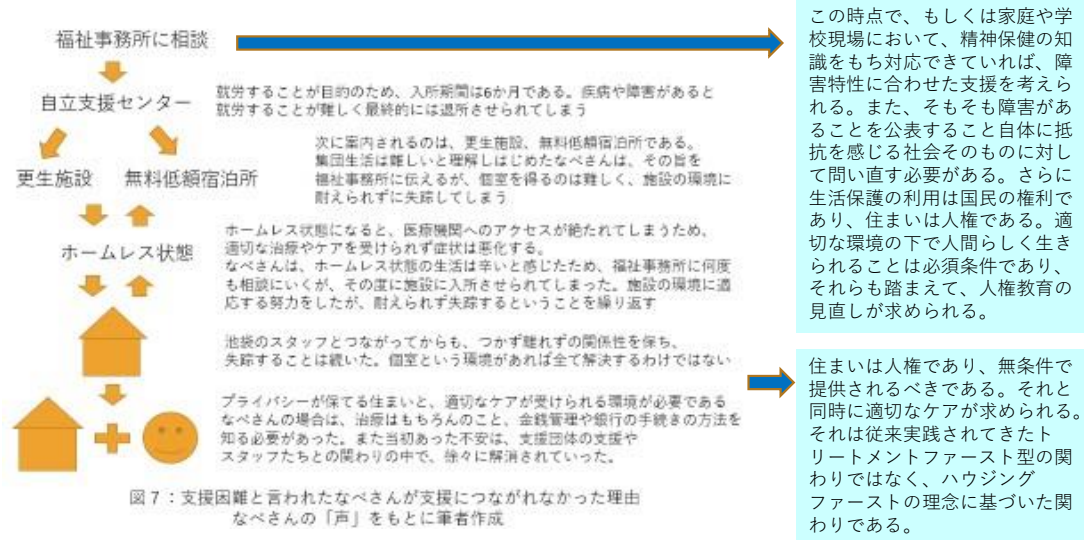 福祉事務所に相談
この時点で、もしくは家庭や学
校現場において、精神保健の知
識をもち対応できていれば、障
害特性に合わせた支援を考えら
れる。また、そもそも障害があ
ることを公表すること自体に抵
抗を感じる社会そのものに対し
て問い直す必要がある。さらに
生活保護の利用は国民の権利で
あり、住まいは人権である。適
切な環境の下で人間らしく生き
られることは必須条件であり、
それらも踏まえて、人権教育の
見直しが求められる。
自立支援センター
就労することが目的のため、入所期間は6か月である。疾病や障害があると
就労することが難しく最終的には退所させられてしまう
更生施設
無料低額宿泊所
次に案内されるのは、更生施設、無料低額宿泊所である。
集団生活は難しいと理解しはじめたなべさんは、その旨を
福祉事務所に伝えるが、個室を得るのは難しく、施設の環境に
耐えられずに失踪してしまう
ホームレス状態
ホームレス状態になると、医療機関へのアクセスが絶たれてしまうため、
適切な治療やケアを受けられず症状は悪化する。
なべさんは、ホームレス状態の生活は辛いと感じたため、福祉事務所に何度
も相談にいくが、その度に施設に入所させられてしまった。施設の環境に適
応する努力をしたが、耐えられず失踪するということを繰り返す
池袋のスタッフとつながってからも、つかず離れずの関係性を保ち、
失踪することは続いた。個室という環境があれば全て解決するわけではない
プライバシーが保てる住まいと、適切なケアが受けられる環境が必要である
なべさんの場合は、治療はもちろんのこと、金銭管理や銀行の手続きの方法を
知る必要があった。また当初あった不安は、支援団体の支援や
スタッフたちとの関わりの中で、徐々に解消されていった。
住まいは人権であり、無条件で
提供されるべきである。それと
同時に適切なケアが求められる。
それは従来実践されてきたト
リートメントファースト型の関
わりではなく、ハウジング
ファーストの理念に基づいた関
わりである。
図7：支援困難と言われたなべさんが支援につながれなかった理由
なべさんの「声」をもとに筆者作成